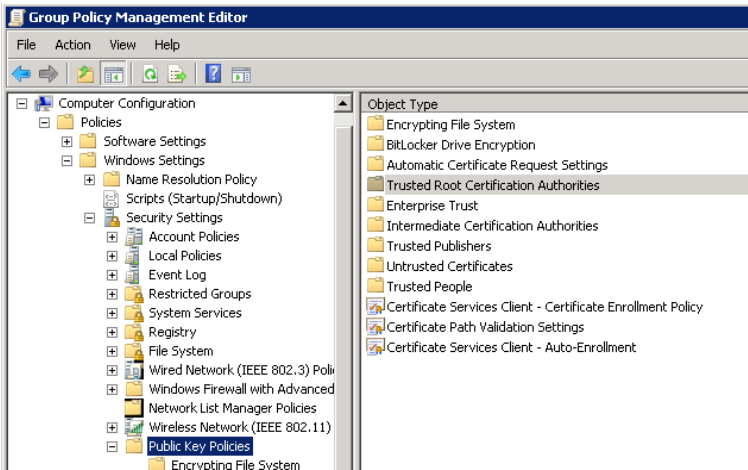 Group Policy Management Editor
File Action View Help
Computer Configuration
Policies
Software Settings
Windows Settings
Name Resolution Policy
Scripts (Startup/Shutdown)
Security Settings
Account Policies
Local Policies
Event Log
Restricted Groups
System Services
Registry
File System
Wired Network (IEEE 802.3) Poli
Windows Firewall with Advanced
Network List Manager Policies
Wireless Network (IEEE 802.11)
Public Key Policies
Encrypting File System
Object Type
Encrypting File System
BitLocker Drive Encryption
Automatic Certificate Request Settings
Trusted Root Certification Authorities
Enterprise Trust
Intermediate Certification Authorities
Trusted Publishers
Untrusted Certificates
Trusted People
Certificate Services Client - Certificate Enrollment Policy
Certificate Path Validation Settings
Certificate Services Client - Auto-Enrollment